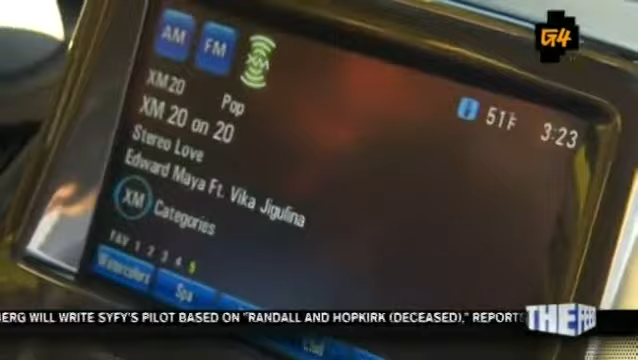 G4
AM FM XM
XM20 Pop
51F 3:23
XM 20 on 20
Stereo Love
Edward Maya Ft. Vika Jigulina
XM Categories
FAV 1 2 3 4 5
Watercolors Spa
BERG WILL WRITE SYFY'S PILOT BASED ON "RANDALL AND HOPKIRK (DECEASED)," REPORT
THE FEED